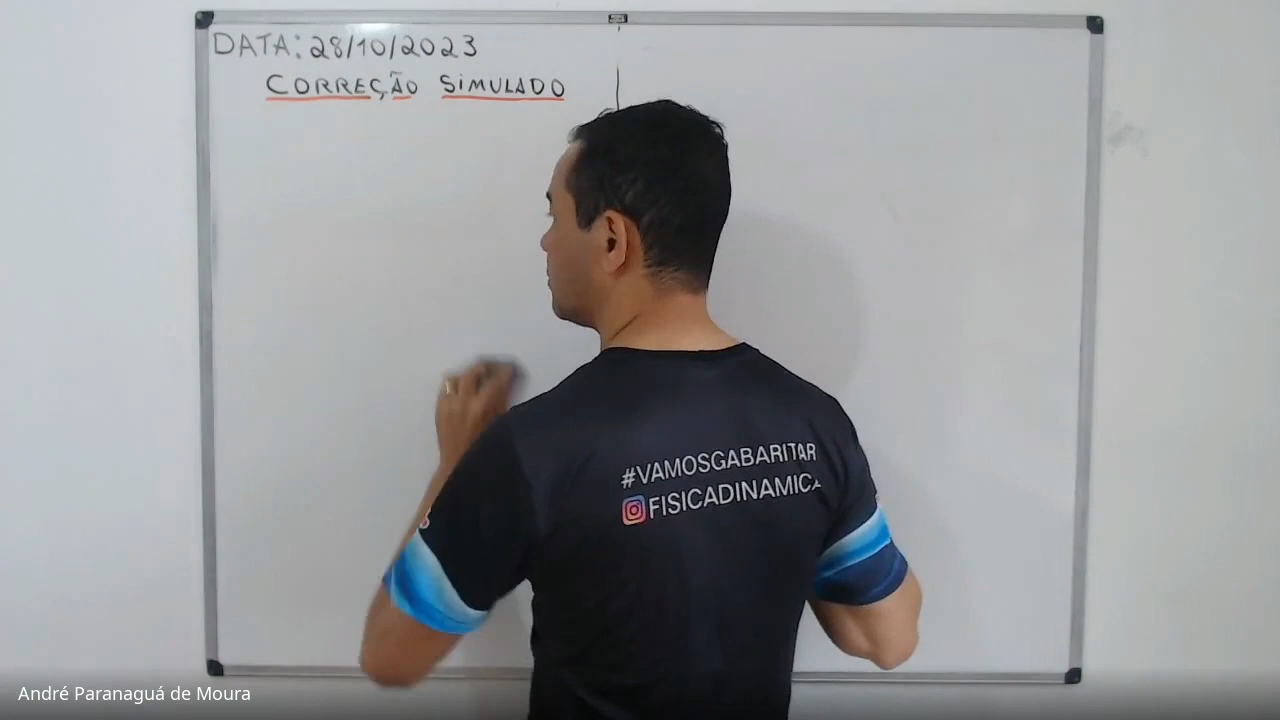 DATA: 28/10/2023
CORREÇÃO SIMULADO
#VAMOSGABARITAR
FISICADINAMICA
André Paranaguá de Moura